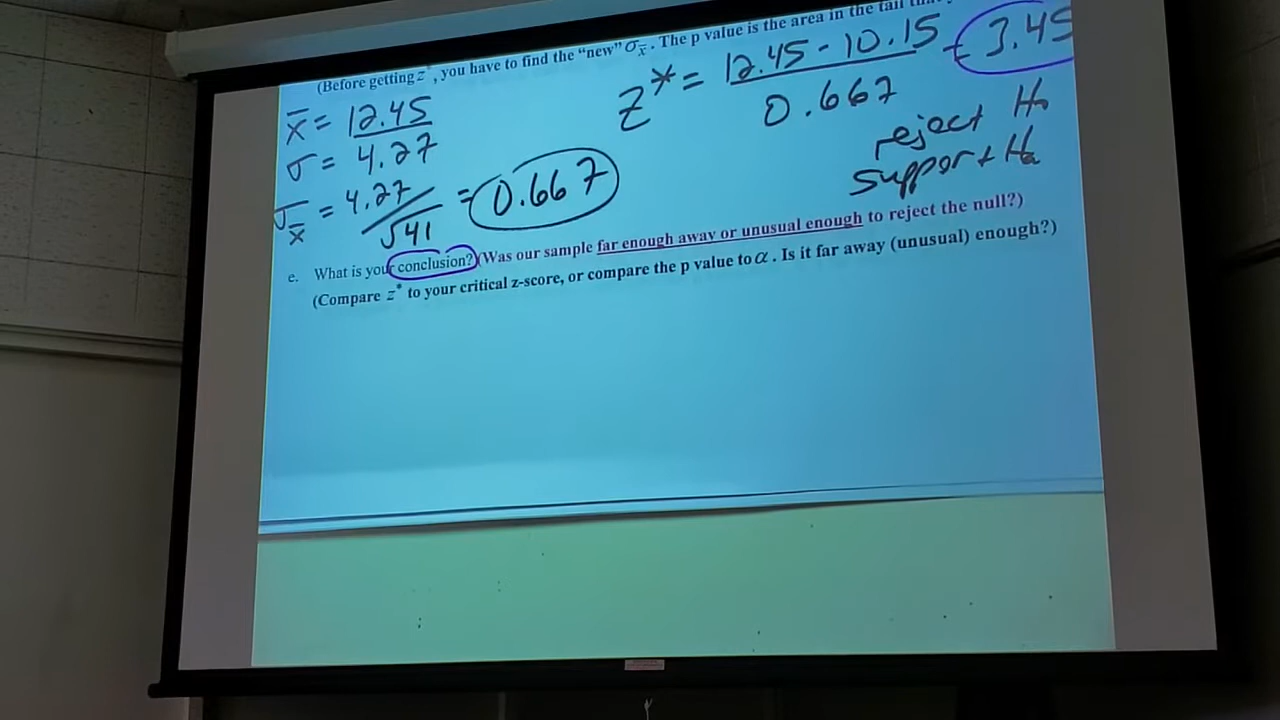 (Before getting z*, you have to find the “new” σx̄. The p value is the area in the tail
x̄ = 12.45
σ = 4.27
σx̄ = 4.27/√41 = 0.667
z* = 12.45 - 10.15 / 0.667 = 3.45
reject H₀
support Ha
e. What is your conclusion? (Was our sample far enough away or unusual enough to reject the null?)
(Compare z* to your critical z-score, or compare the p value to α. Is it far away (unusual) enough?)